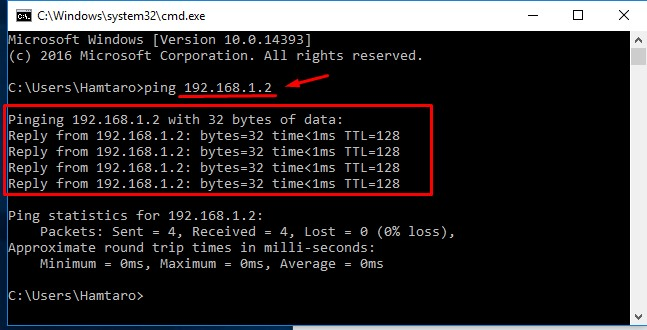 C:\Windows\system32\cmd.exe
Microsoft Windows [Version 10.0.14393]
(c) 2016 Microsoft Corporation. All rights reserved.
C:\Users\Hamtaro>ping 192.168.1.2
Pinging 192.168.1.2 with 32 bytes of data:
Reply from 192.168.1.2: bytes=32 time<1ms TTL=128
Reply from 192.168.1.2: bytes=32 time<1ms TTL=128
Reply from 192.168.1.2: bytes=32 time<1ms TTL=128
Reply from 192.168.1.2: bytes=32 time<1ms TTL=128
Ping statistics for 192.168.1.2:
    Packets: Sent = 4, Received = 4, Lost = 0 (0% loss),
Approximate round trip times in milli-seconds:
    Minimum = 0ms, Maximum = 0ms, Average = 0ms
C:\Users\Hamtaro>